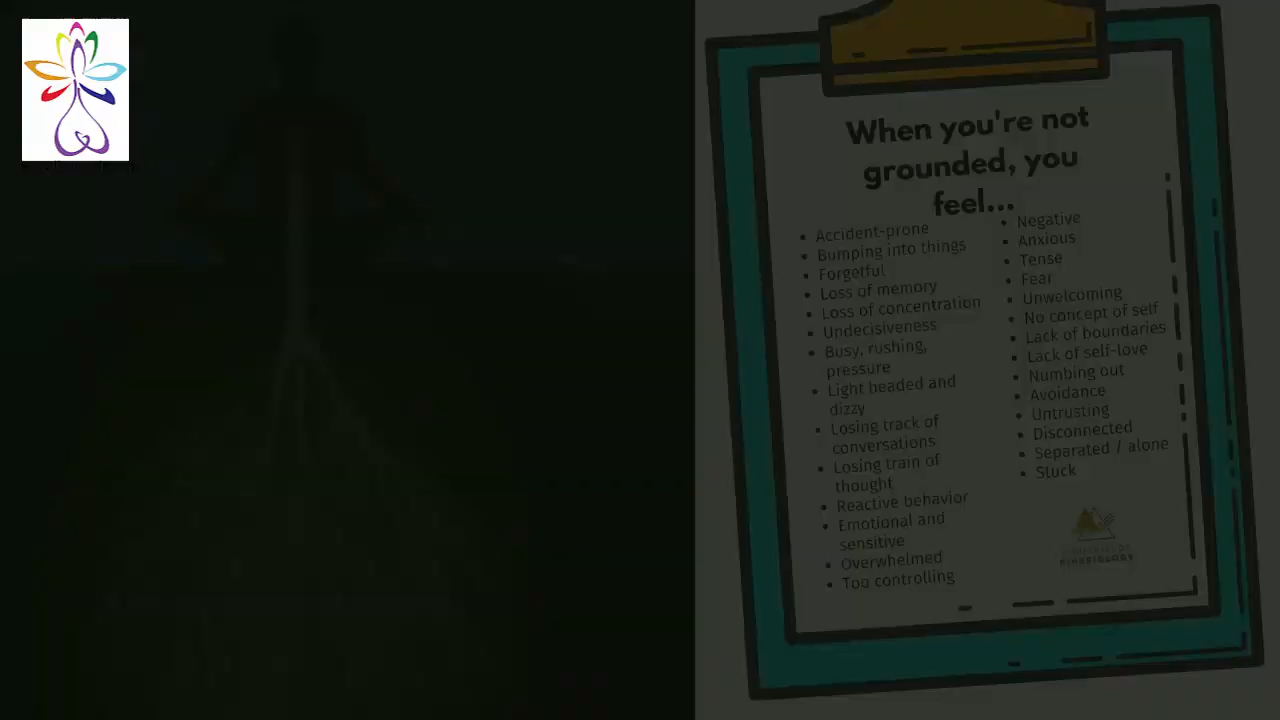 When you're not
grounded, you
feel...
Accident-prone
Bumping into things
Forgetful
Loss of memory
Loss of concentration
Undecisiveness
Busy, rushing,
pressure
Light headed and
dizzy
Losing track of
conversations
Losing train of
thought
Reactive behavior
Emotional and
sensitive
Overwhelmed
Too controlling
Negative
Anxious
Tense
Fear
Unwelcoming
No concept of self
Lack of boundaries
Lack of self-love
Numbing out
Avoidance
Untrusting
Disconnected
Separated / alone
Stuck
KINESIOLOGY